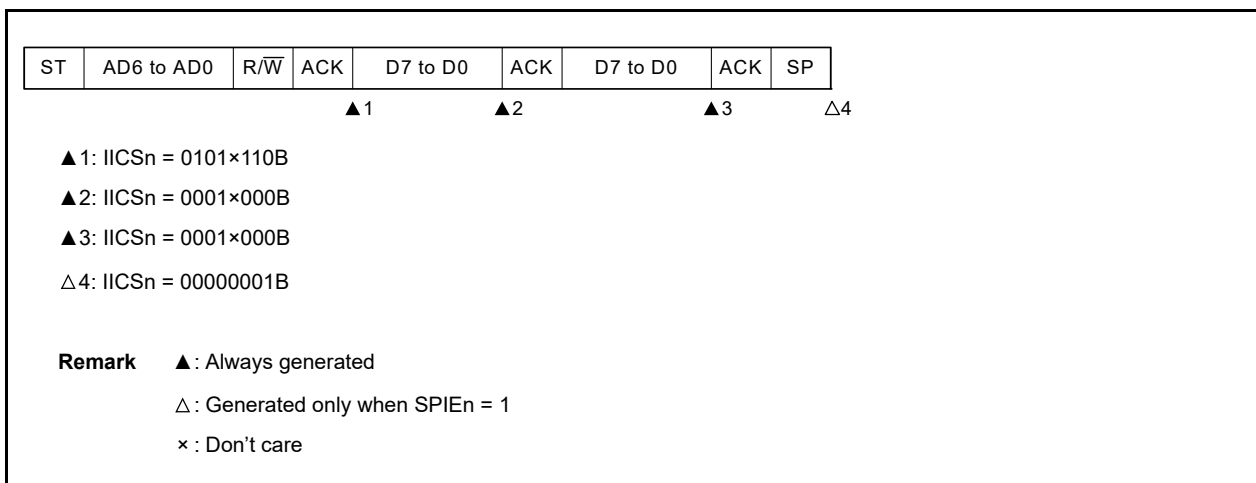 ST AD6 to AD0 R/W̅ ACK D7 to D0 ACK D7 to D0 ACK SP
▲1 ▲2 ▲3 △4
▲1: IICSn = 0101×110B
▲2: IICSn = 0001×000B
▲3: IICSn = 0001×000B
△4: IICSn = 00000001B
Remark ▲: Always generated
△: Generated only when SPIEn = 1
×: Don't care